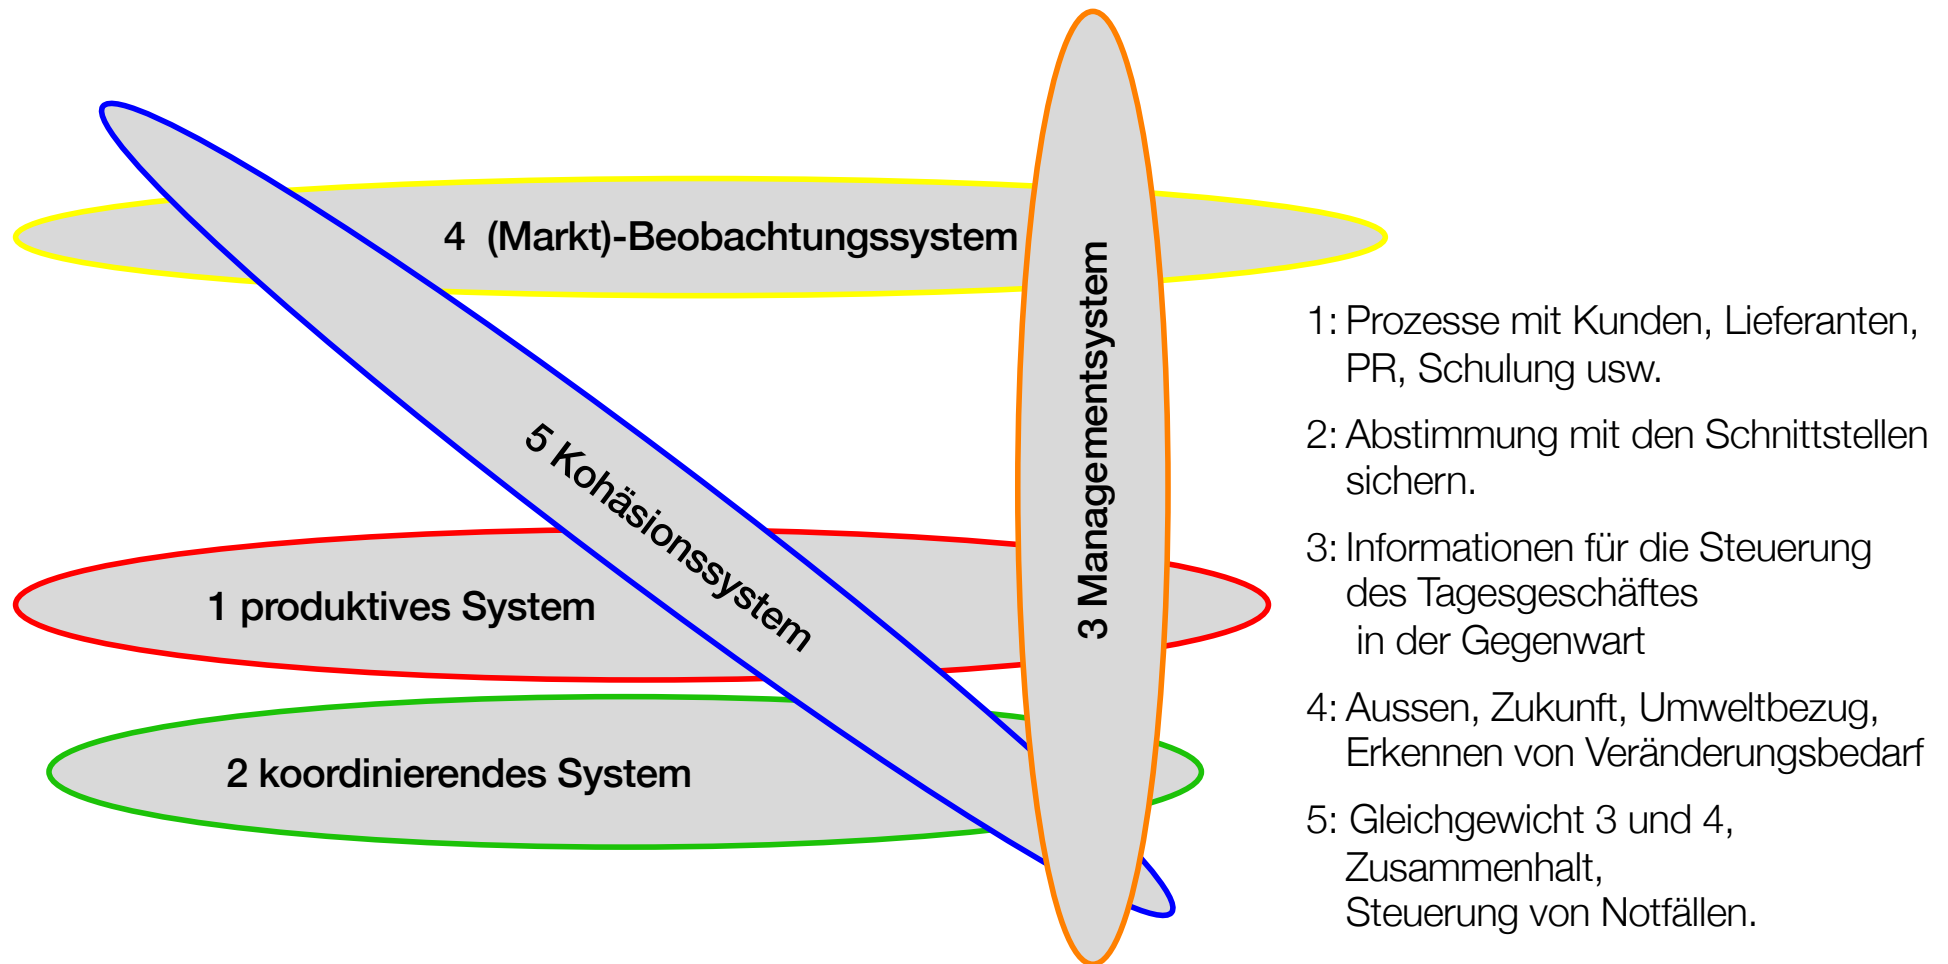 4 (Markt)-Beobachtungssystem
3 Managementsystem
5 Kohäsionssystem
1 produktives System
2 koordinierendes System
1: Prozesse mit Kunden, Lieferanten,
PR, Schulung usw.
2: Abstimmung mit den Schnittstellen
sichern.
3: Informationen für die Steuerung
des Tagesgeschäftes
in der Gegenwart
4: Aussen, Zukunft, Umweltbezug,
Erkennen von Veränderungsbedarf
5: Gleichgewicht 3 und 4,
Zusammenhalt,
Steuerung von Notfällen.